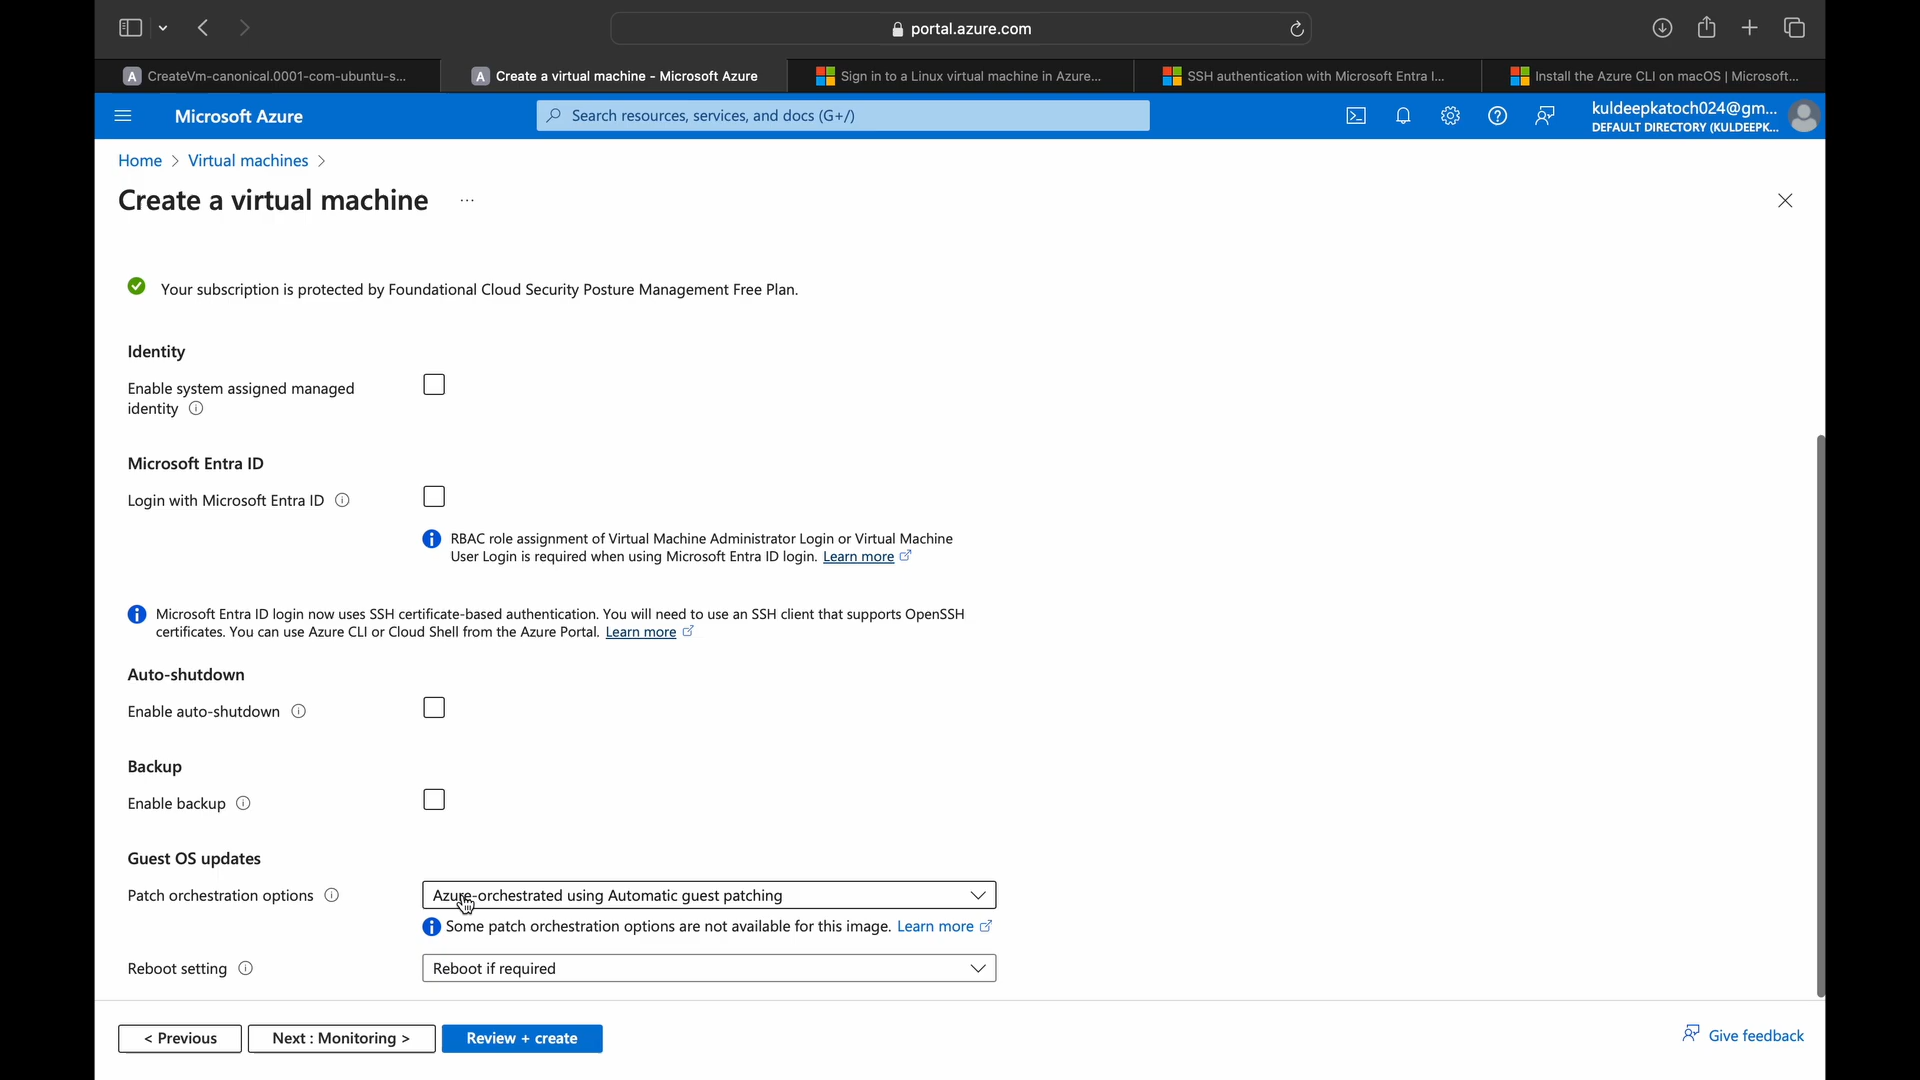 portal.azure.com
A CreateVm-canonical.0001-com-ubuntu-s...
A Create a virtual machine - Microsoft Azure
Sign in to a Linux virtual machine in Azure...
SSH authentication with Microsoft Entra I...
Install the Azure CLI on macOS | Microsoft...
Microsoft Azure
Search resources, services, and docs (G+/)
kuldeepkatoch024@gm...
DEFAULT DIRECTORY (KULDEEPK...
Home > Virtual machines >
Create a virtual machine ...
Your subscription is protected by Foundational Cloud Security Posture Management Free Plan.
Identity
Enable system assigned managed
identity
Microsoft Entra ID
Login with Microsoft Entra ID
RBAC role assignment of Virtual Machine Administrator Login or Virtual Machine
User Login is required when using Microsoft Entra ID login. Learn more
Microsoft Entra ID login now uses SSH certificate-based authentication. You will need to use an SSH client that supports OpenSSH
certificates. You can use Azure CLI or Cloud Shell from the Azure Portal. Learn more
Auto-shutdown
Enable auto-shutdown
Backup
Enable backup
Guest OS updates
Patch orchestration options
Azure-orchestrated using Automatic guest patching
Some patch orchestration options are not available for this image. Learn more
Reboot setting
Reboot if required
< Previous
Next : Monitoring >
Review + create
Give feedback